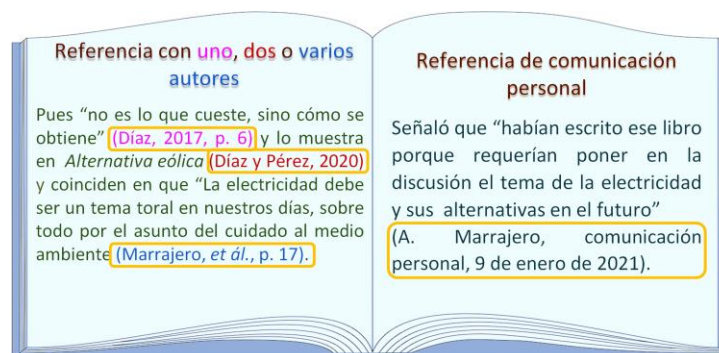 Referencia con uno, dos o varios
autores
Pues “no es lo que cueste, sino cómo se
obtiene” (Díaz, 2017, p. 6) y lo muestra
en Alternativa eólica (Díaz y Pérez, 2020)
y coinciden en que “La electricidad debe
ser un tema toral en nuestros días, sobre
todo por el asunto del cuidado al medio
ambiente (Marrajero, et ál., p. 17).
Referencia de comunicación
personal
Señaló que “habían escrito ese libro
porque requerían poner en la
discusión el tema de la electricidad
y sus alternativas en el futuro”
(A. Marrajero, comunicación
personal, 9 de enero de 2021).